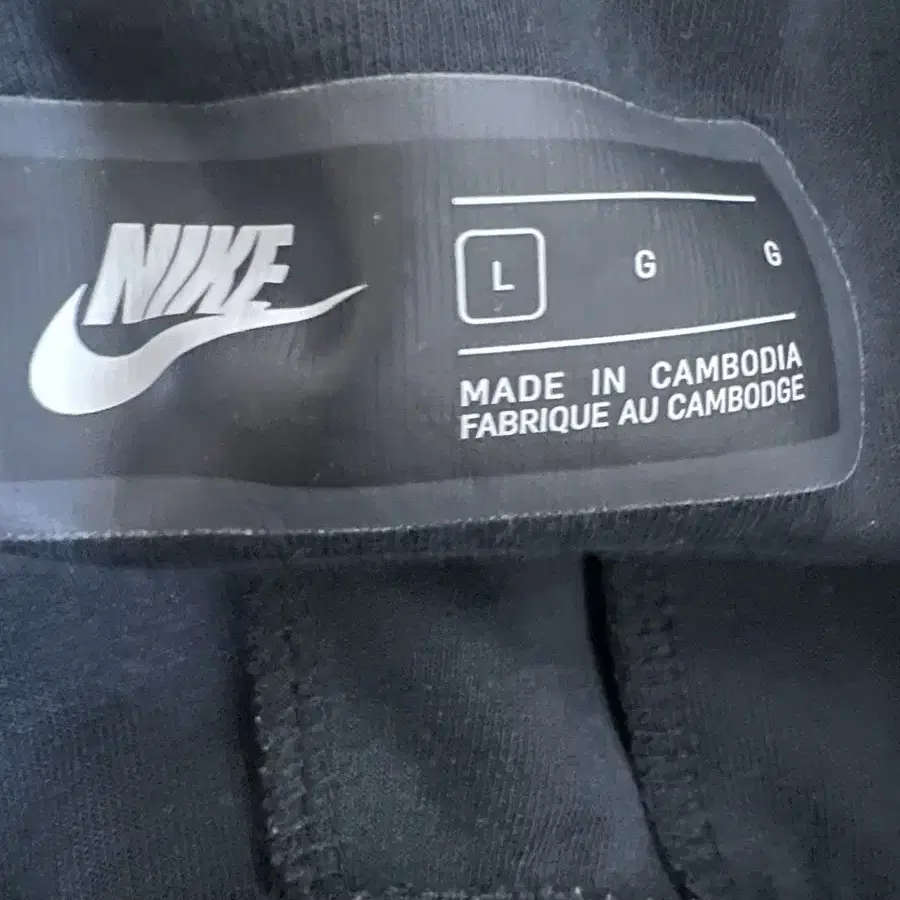 NIKE
L G G
MADE IN CAMBODIA
FABRIQUE AU CAMBODGE